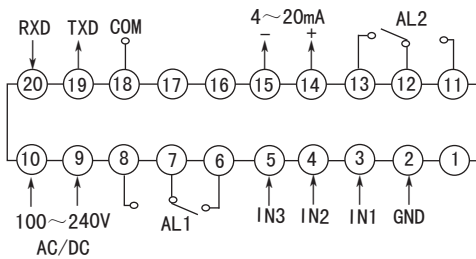 RXD TXD COM 4～20mA AL2
− +
20 19 18 17 16 15 14 13 12 11
10 9 8 7 6 5 4 3 2 1
100～240V AL1 IN3 IN2 IN1 GND
AC/DC